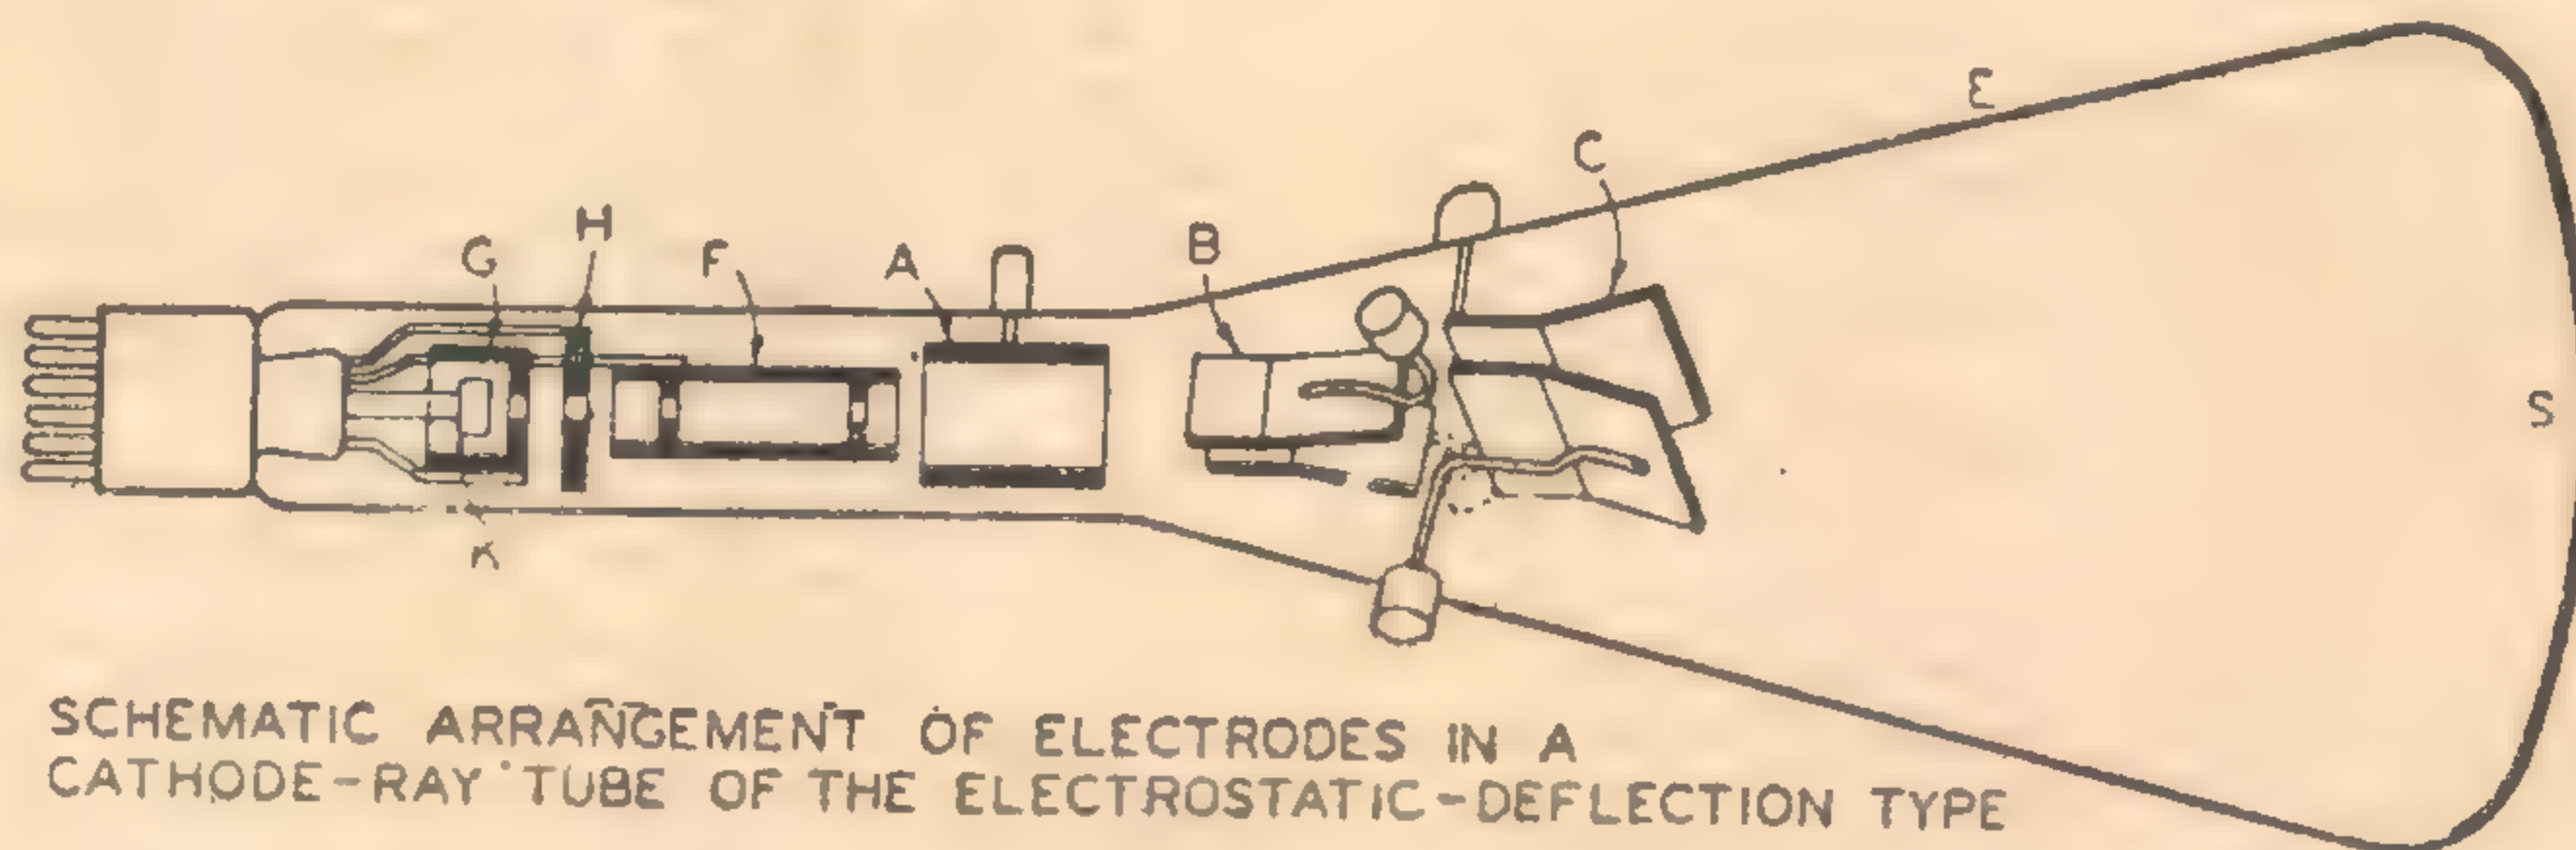 E
C
H
G
F
A
B
S
K
SCHEMATIC ARRANGEMENT OF ELECTRODES IN A
CATHODE-RAY TUBE OF THE ELECTROSTATIC-DEFLECTION TYPE